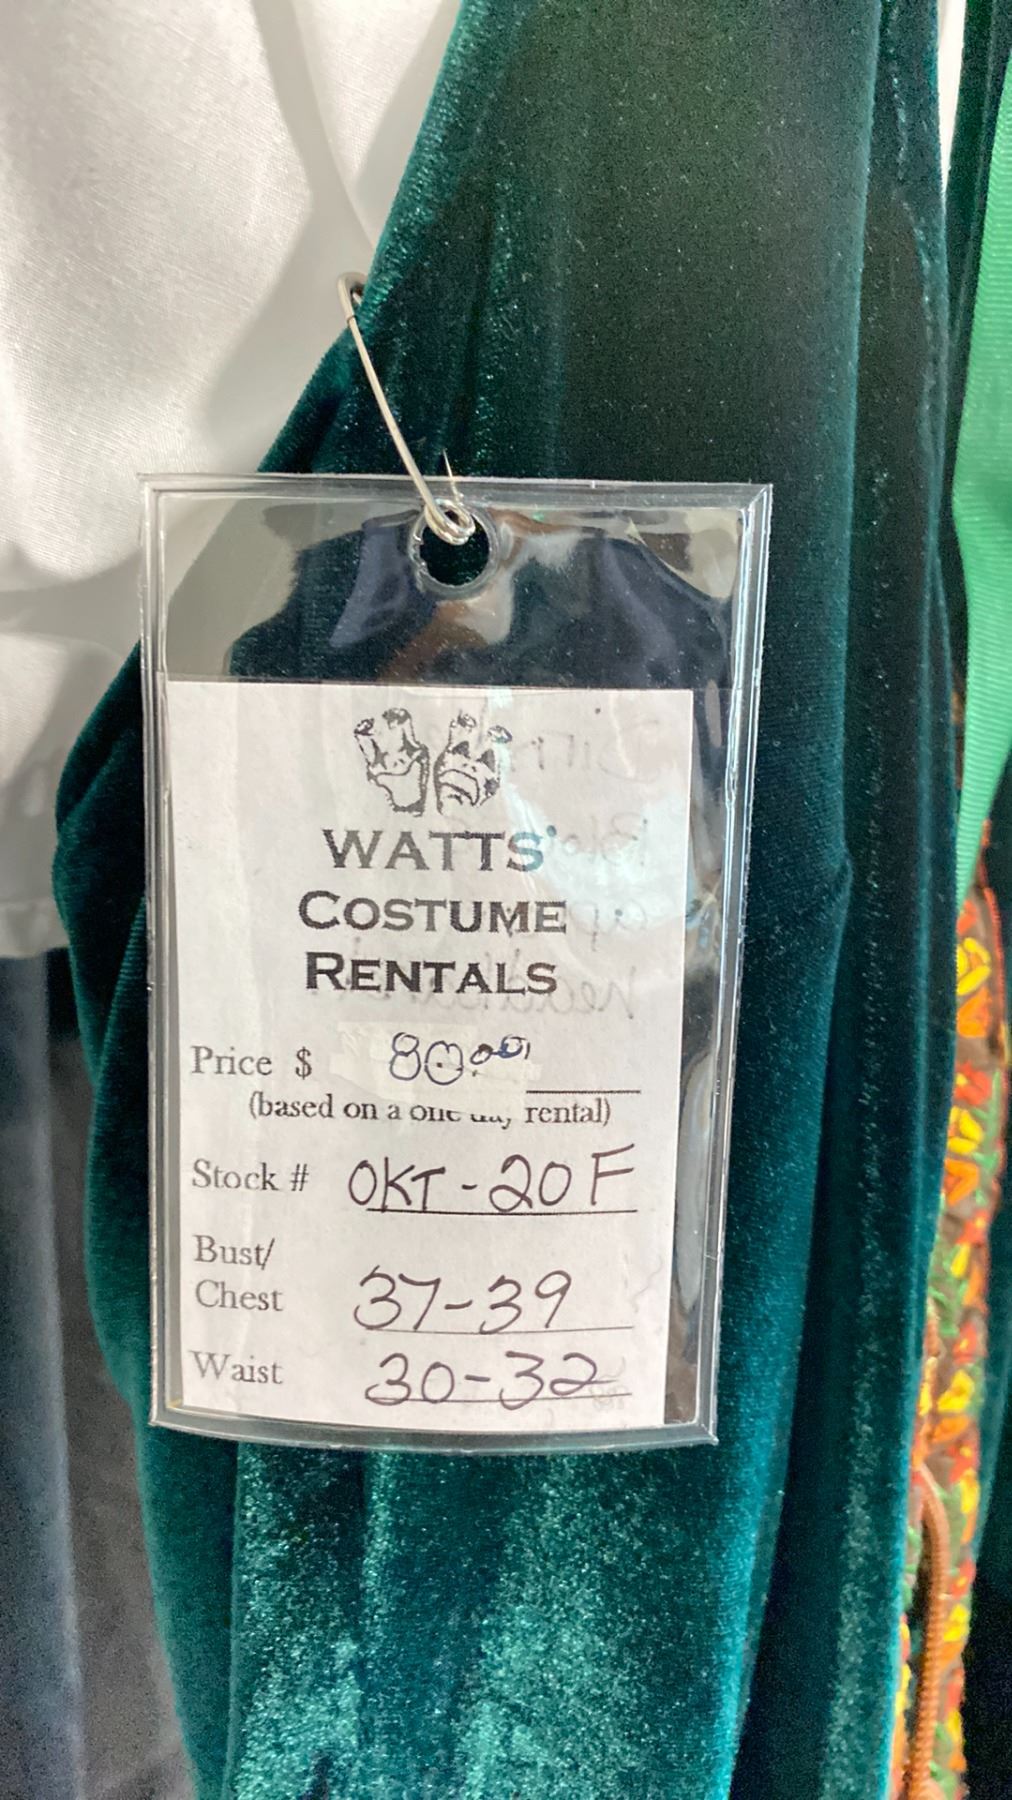 WATTS'
COSTUME
RENTALS
Price $ 80.00
(based on a one day rental)
Stock # OKT-20F
Bust/
Chest 37-39
Waist 30-32